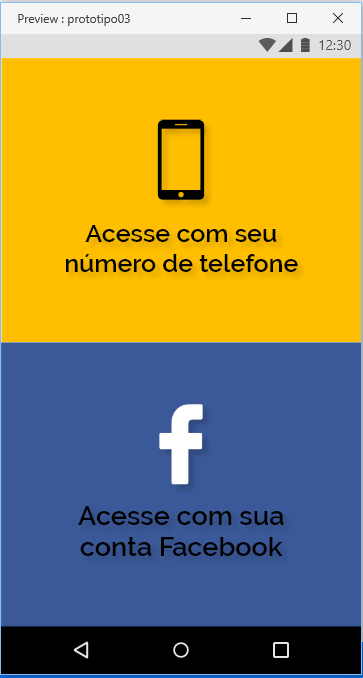 Preview : prototipo03
12:30
Acesse com seu
número de telefone
Acesse com sua
conta Facebook